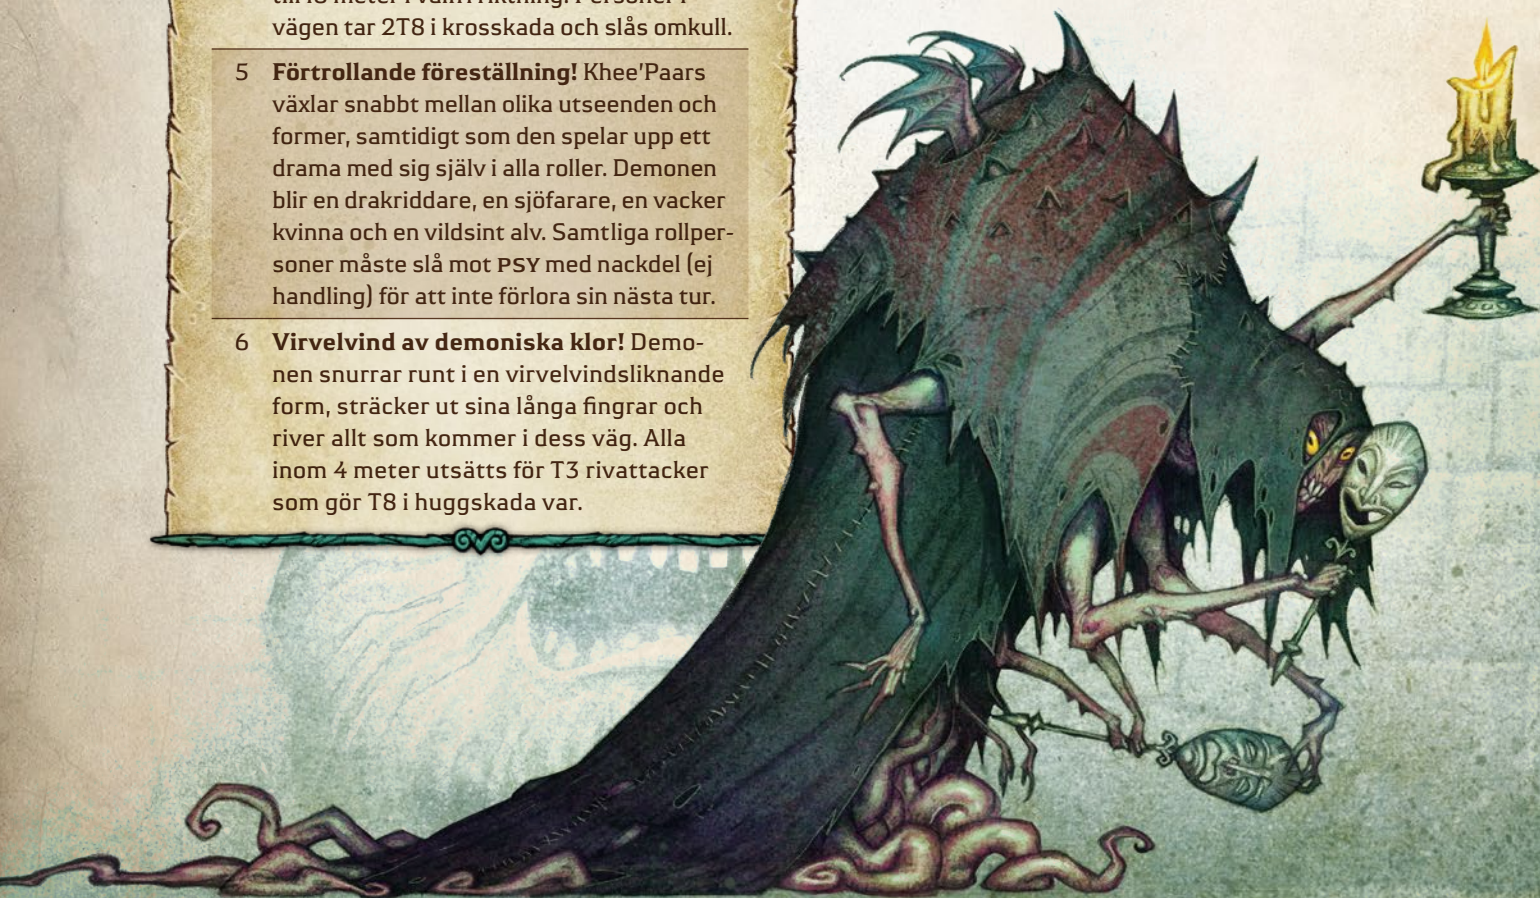 vägen tar 2T8 i krosskada och slås omkull.
5 Förtrollande föreställning! Khee’Paars
växlar snabbt mellan olika utseenden och
former, samtidigt som den spelar upp ett
drama med sig själv i alla roller. Demonen
blir en drakriddare, en sjöfarare, en vacker
kvinna och en vildsint alv. Samtliga rollper-
soner måste slå mot PSY med nackdel (ej
handling) för att inte förlora sin nästa tur.
6 Virvelvind av demoniska klor! Demo-
nen snurrar runt i en virvelvindsliknande
form, sträcker ut sina långa fingrar och
river allt som kommer i dess väg. Alla
inom 4 meter utsätts för T3 rivattacker
som gör T8 i huggskada var.